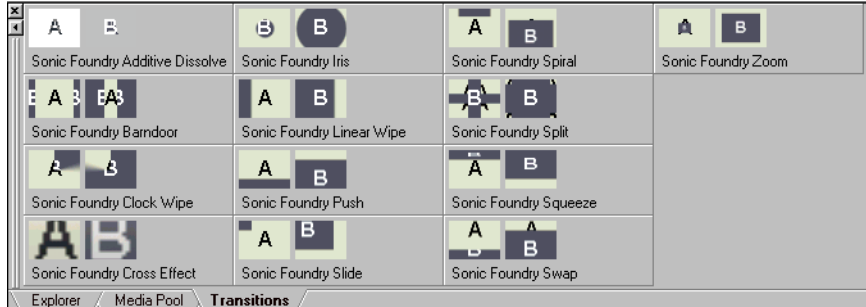 A B A B A B A B
Sonic Foundry Additive Dissolve Sonic Foundry Iris Sonic Foundry Spiral Sonic Foundry Zoom
B A B B A B A B A B
Sonic Foundry Barndoor Sonic Foundry Linear Wipe Sonic Foundry Split
A B A B A B
Sonic Foundry Clock Wipe Sonic Foundry Push Sonic Foundry Squeeze
A B A B A B
Sonic Foundry Cross Effect Sonic Foundry Slide Sonic Foundry Swap
Explorer Media Pool Transitions